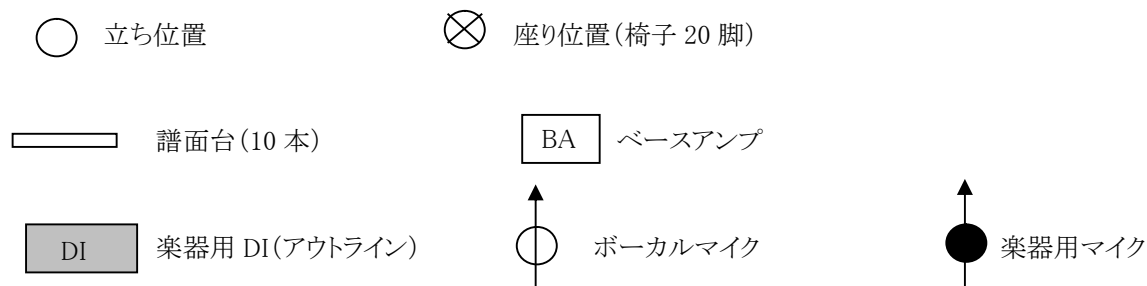 立ち位置 座り位置(椅子 20 脚)
譜面台(10 本) BA ベースアンプ
DI 楽器用 DI(アウトライン) ボーカルマイク 楽器用マイク